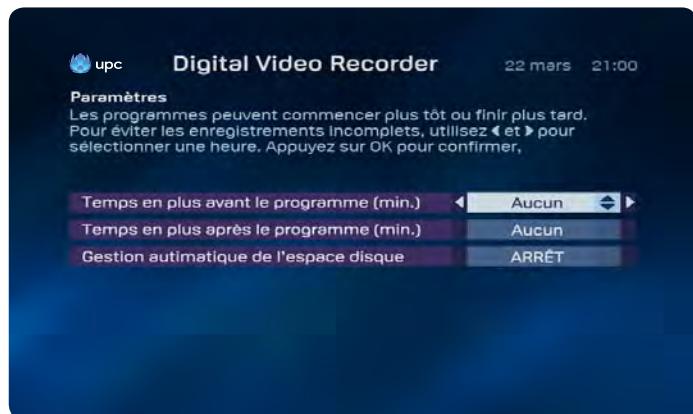 upc Digital Video Recorder 22 mars 21:00
Paramètres
Les programmes peuvent commencer plus tôt ou finir plus tard.
Pour éviter les enregistrements incomplets, utilisez ◀ et ▶ pour
sélectionner une heure. Appuyez sur OK pour confirmer,
Temps en plus avant le programme (min.) Aucun
Temps en plus après le programme (min.) Aucun
Gestion autimatique de l'espace disque ARRÊT